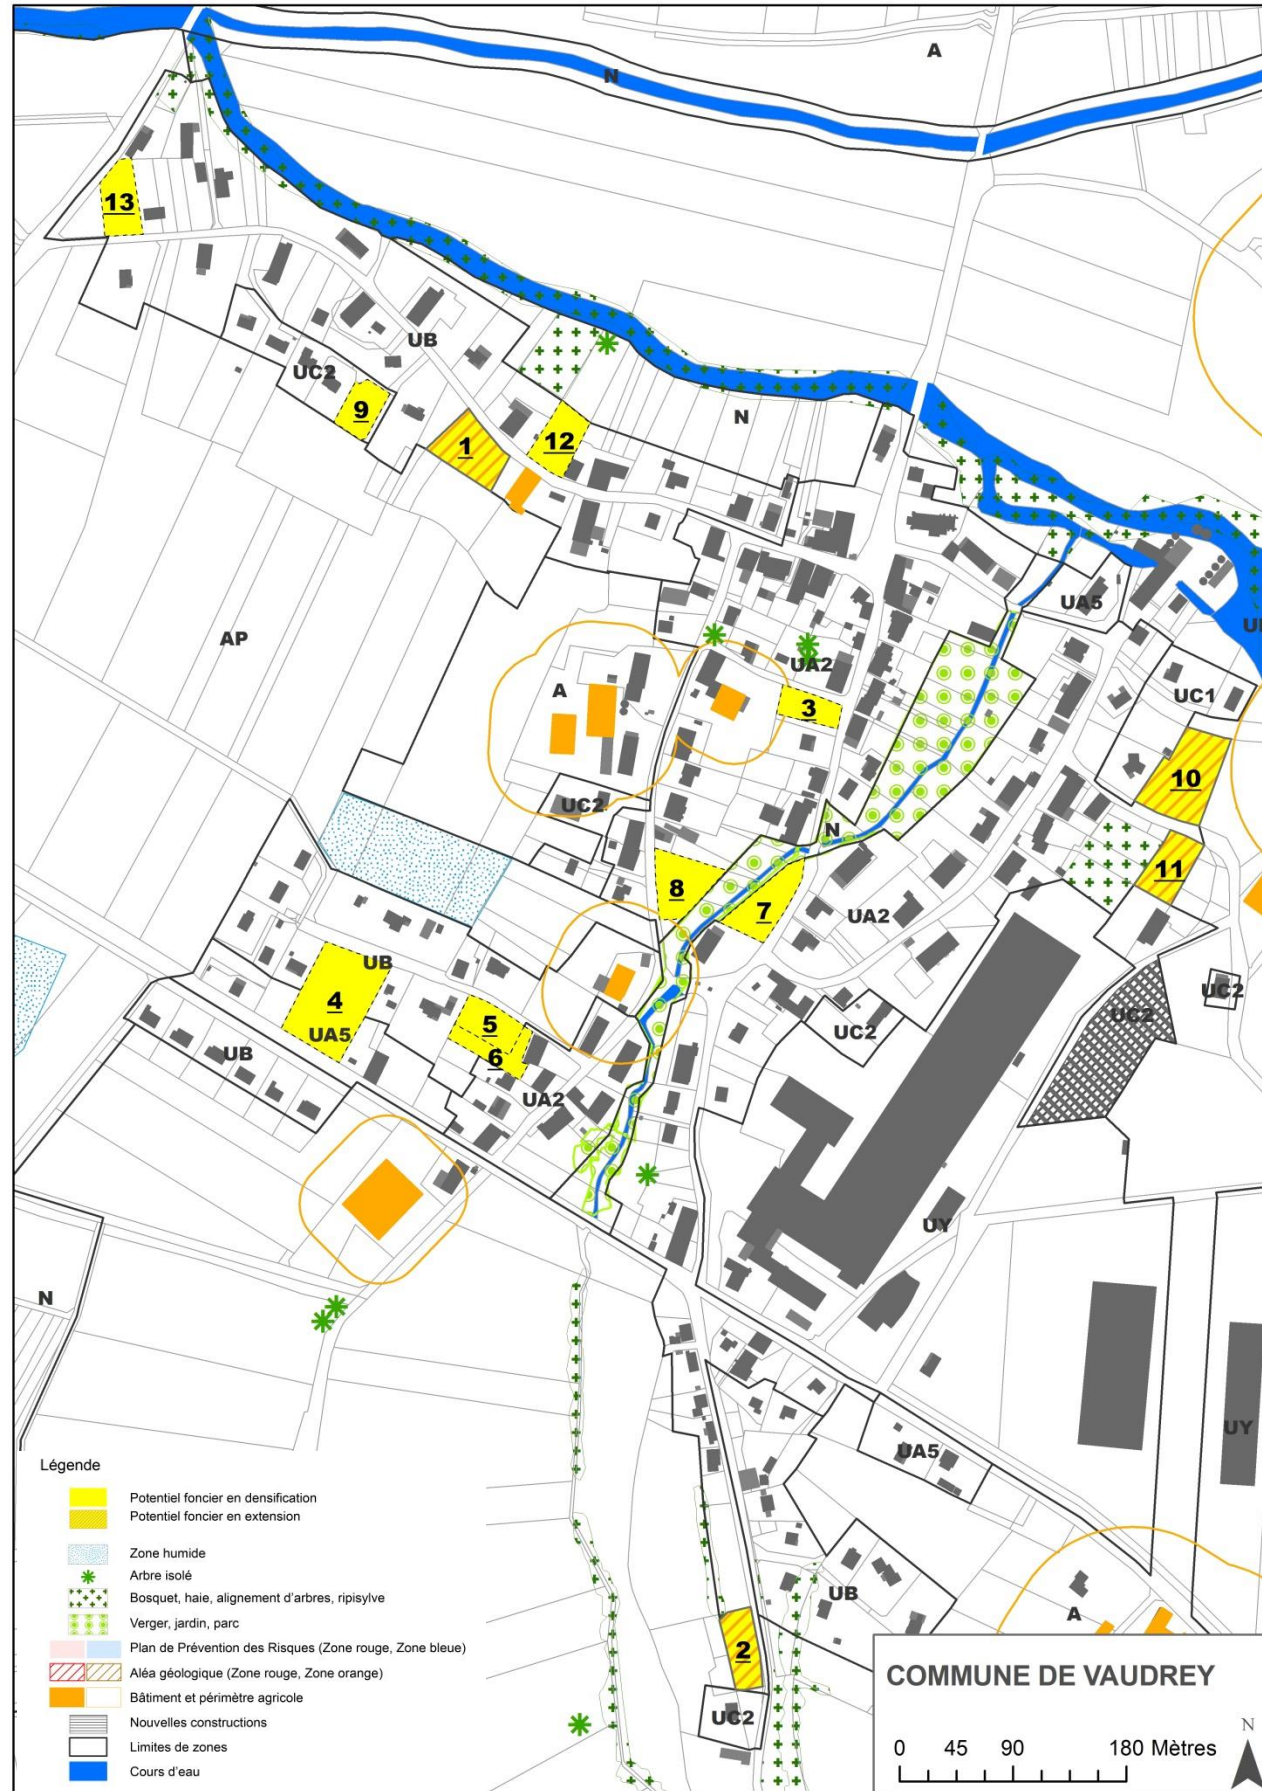 A
N
13
UB
UC2
9
1
12
N
UA5
AP
UA2
A
3
UC1
10
UC2
N
8
7
11
UA2
UB
4
UA5
5
6
UC2
UC2
UC2
UB
UA2
UY
N
UA5
UY
UB
A
2
UC2
Légende
Potentiel foncier en densification
Potentiel foncier en extension
Zone humide
Arbre isolé
Bosquet, haie, alignement d'arbres, ripisylve
Verger, jardin, parc
Plan de Prévention des Risques (Zone rouge, Zone bleue)
Aléa géologique (Zone rouge, Zone orange)
Bâtiment et périmètre agricole
Nouvelles constructions
Limites de zones
Cours d'eau
COMMUNE DE VAUDREY
N
0 45 90 180 Mètres